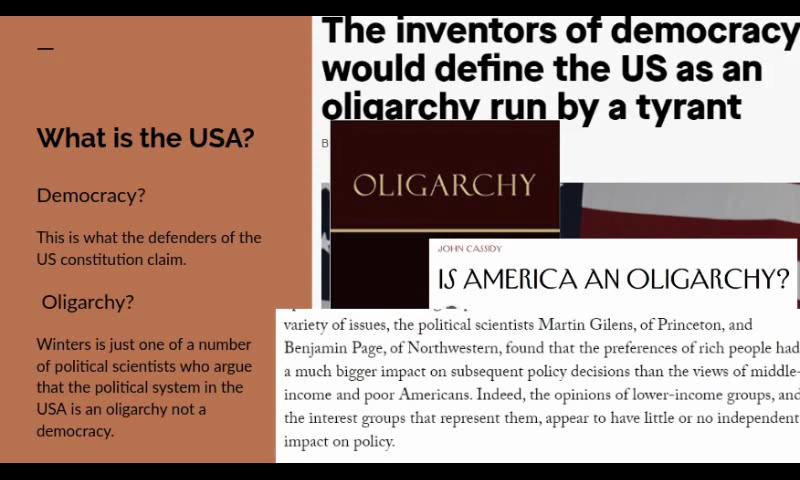 What is the USA?
Democracy?
This is what the defenders of the
US constitution claim.
Oligarchy?
Winters is just one of a number
of political scientists who argue
that the political system in the
USA is an oligarchy not a
democracy.
The inventors of democracy
would define the US as an
oligarchy run by a tyrant
B
OLIGARCHY
JOHN CASSIDY
IS AMERICA AN OLIGARCHY?
variety of issues, the political scientists Martin Gilens, of Princeton, and
Benjamin Page, of Northwestern, found that the preferences of rich people had
a much bigger impact on subsequent policy decisions than the views of middle-
income and poor Americans. Indeed, the opinions of lower-income groups, and
the interest groups that represent them, appear to have little or no independent
impact on policy.